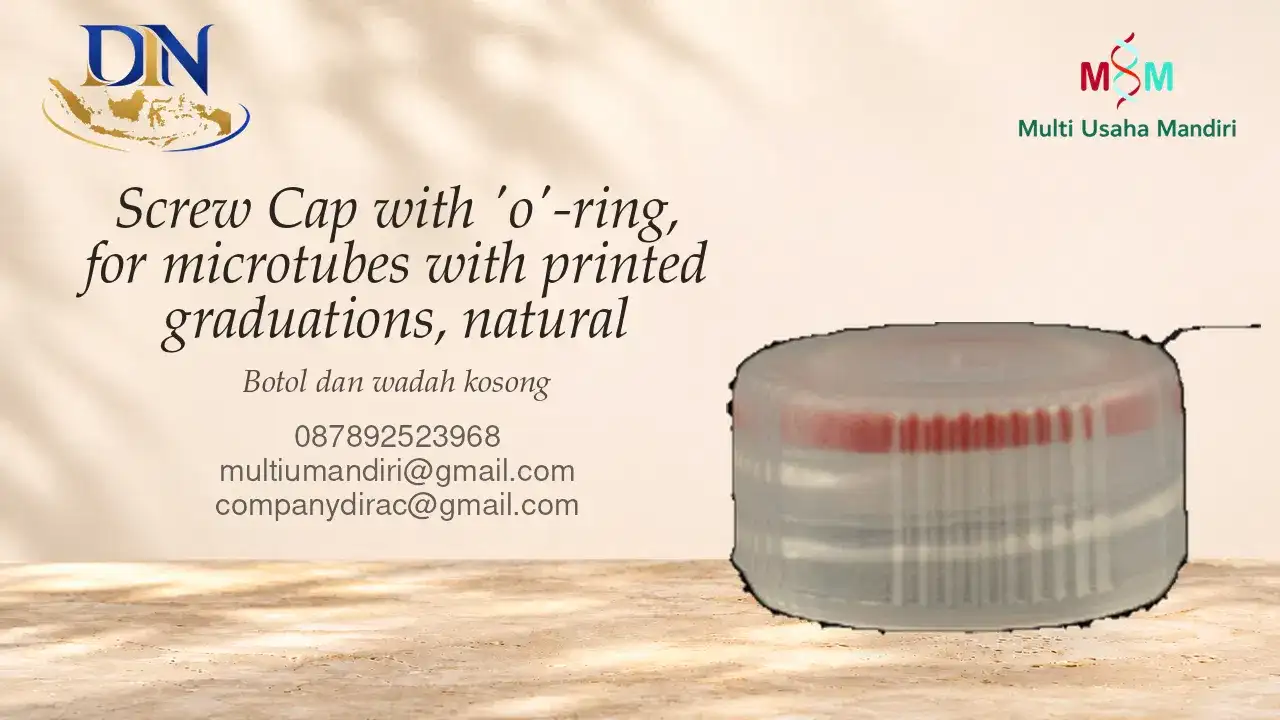 DIN
MSM
Multi Usaha Mandiri
Screw Cap with 'o'-ring,
for microtubes with printed
graduations, natural
Botol dan wadah kosong
087892523968
multiumandiri@gmail.com
companydirac@gmail.com